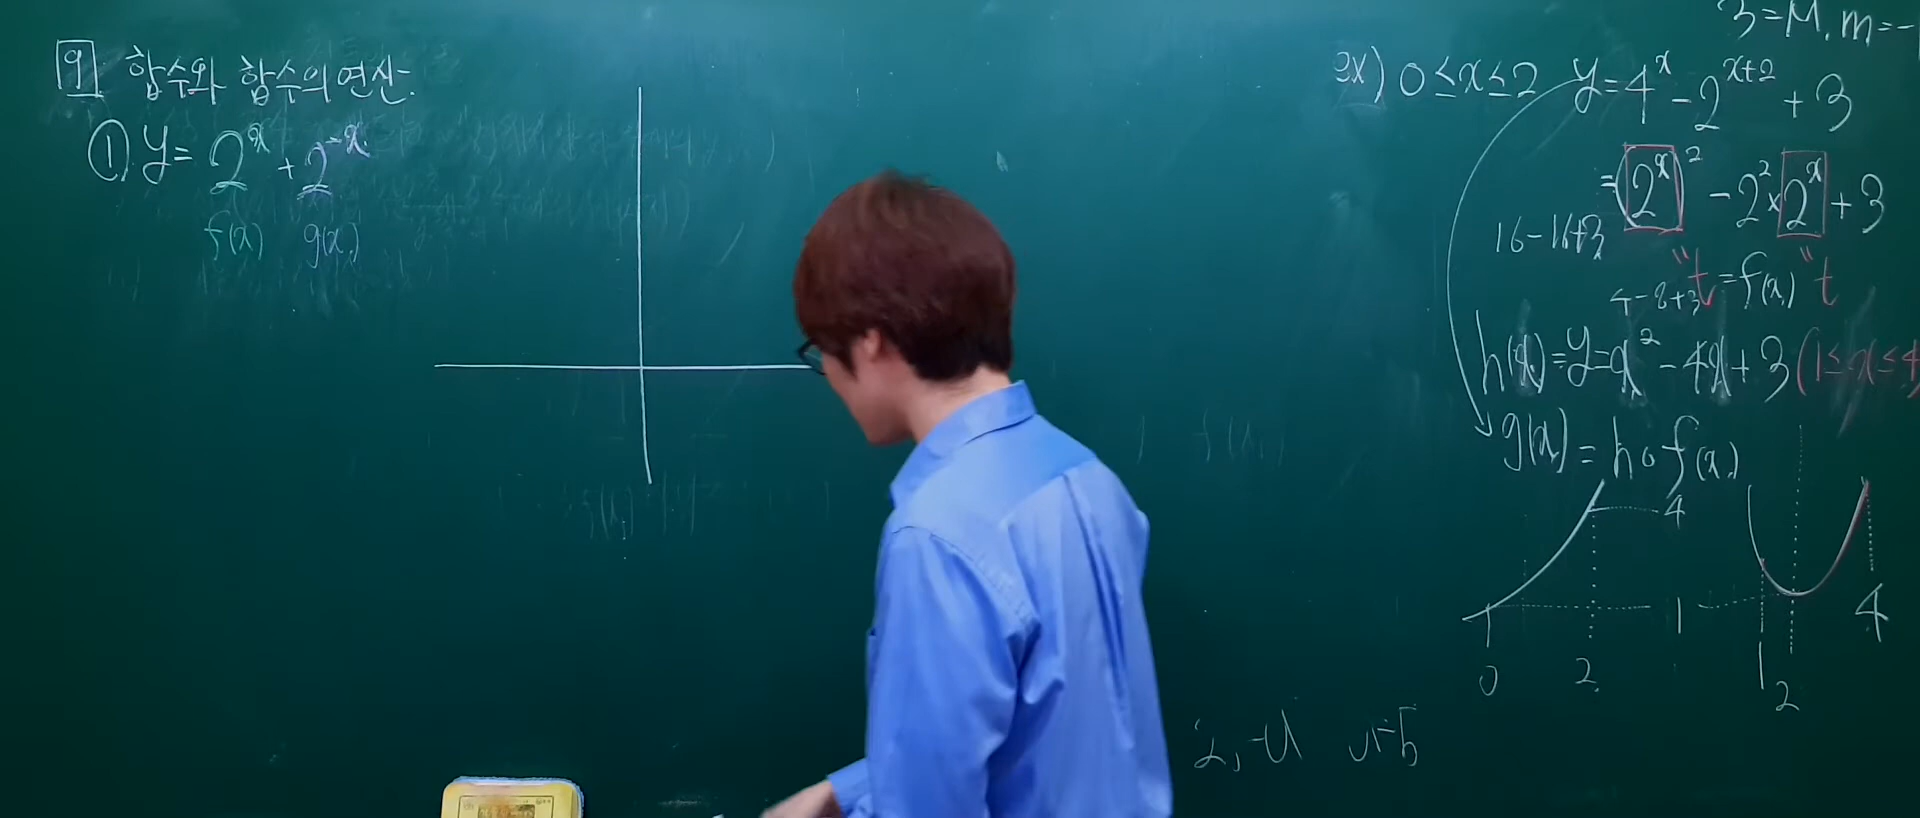 9 함수와 함수의 연산
① y = 2^x + 2^-x
f(x) g(x)
3=M, m=-
ex) 0≤x≤2 y=4^x-2^(x+2)+3
=(2^x)^2-2^2×2^x+3
16-16+3
"t=f(x) "t
4-8+3
h(x)=y=x^2-4x+3(1≤x≤4
g(x)=h∘f(x)
4
1
4
0 2
1 2